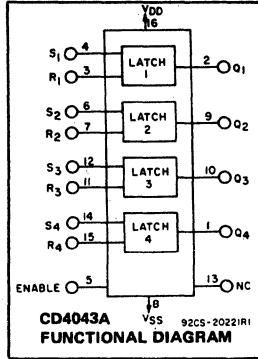 VDD
16
S1 4
R1 3
LATCH
1
2 Q1
S2 6
R2 7
LATCH
2
9 Q2
S3 12
R3 11
LATCH
3
10 Q3
S4 14
R4 15
LATCH
4
1 Q4
ENABLE 5
13 NC
8
VSS
CD4043A 92CS-20221R1
FUNCTIONAL DIAGRAM